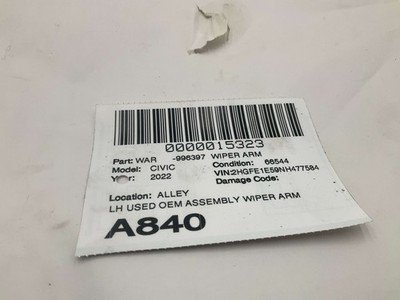 0000015323
Part: WAR -996397 WIPER ARM
Model: CIVIC Condition: 66544
Year: 2022 VIN:2HGFE1E59NH477584
Damage Code:
Location: ALLEY
LH USED OEM ASSEMBLY WIPER ARM
A840